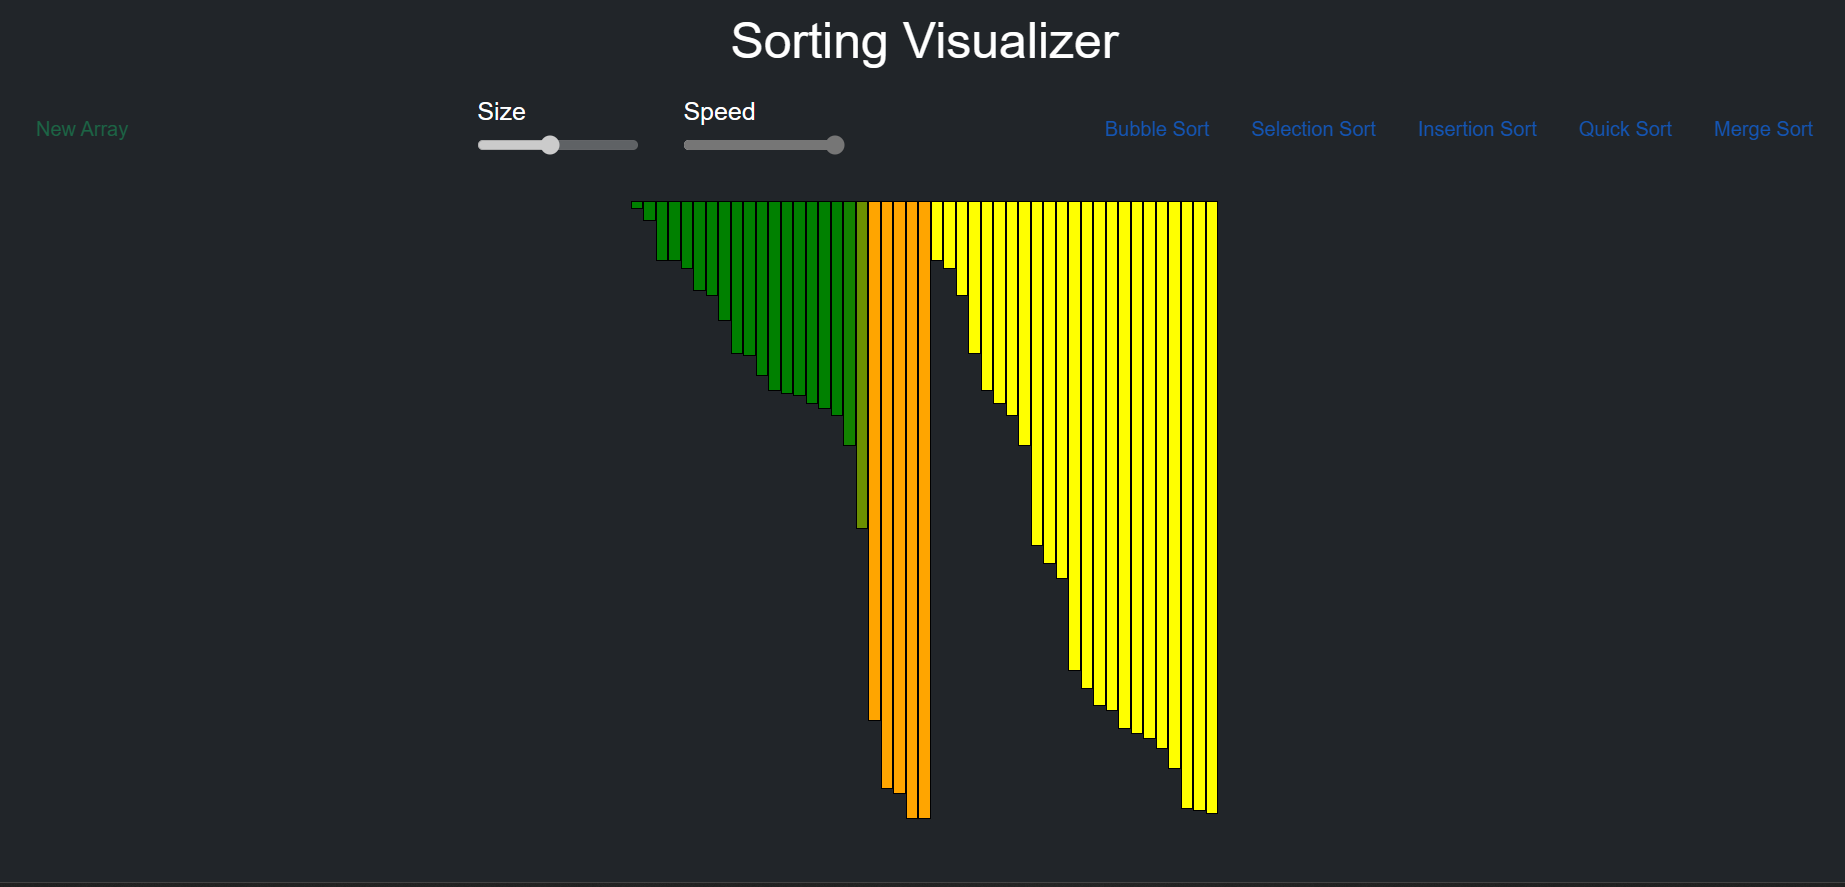 Sorting Visualizer
New Array
Size
Speed
Bubble Sort
Selection Sort
Insertion Sort
Quick Sort
Merge Sort